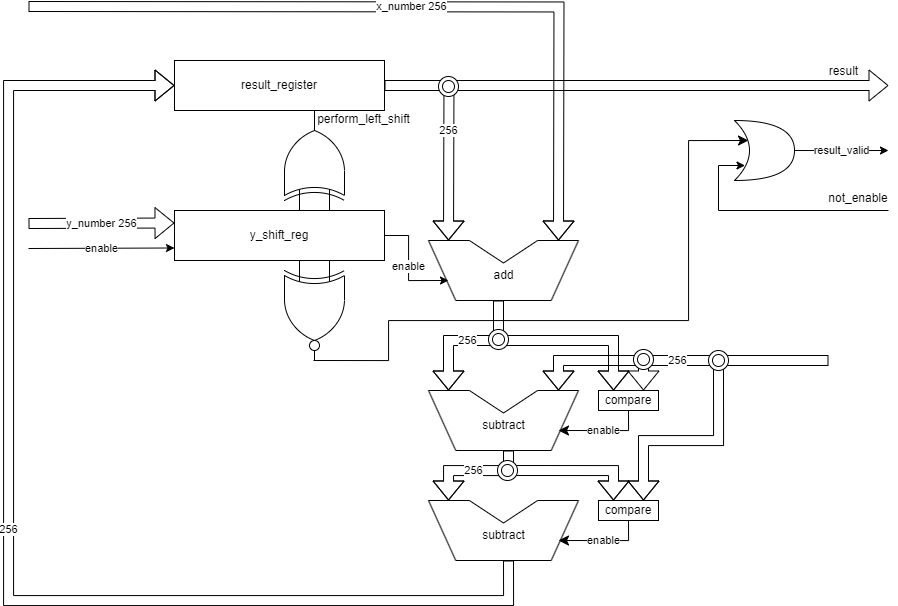 x_number 256
result_register
result
perform_left_shift
256
result_valid
not_enable
y_number 256
y_shift_reg
enable
enable
add
256
256
compare
subtract
enable
256
compare
subtract
enable
256